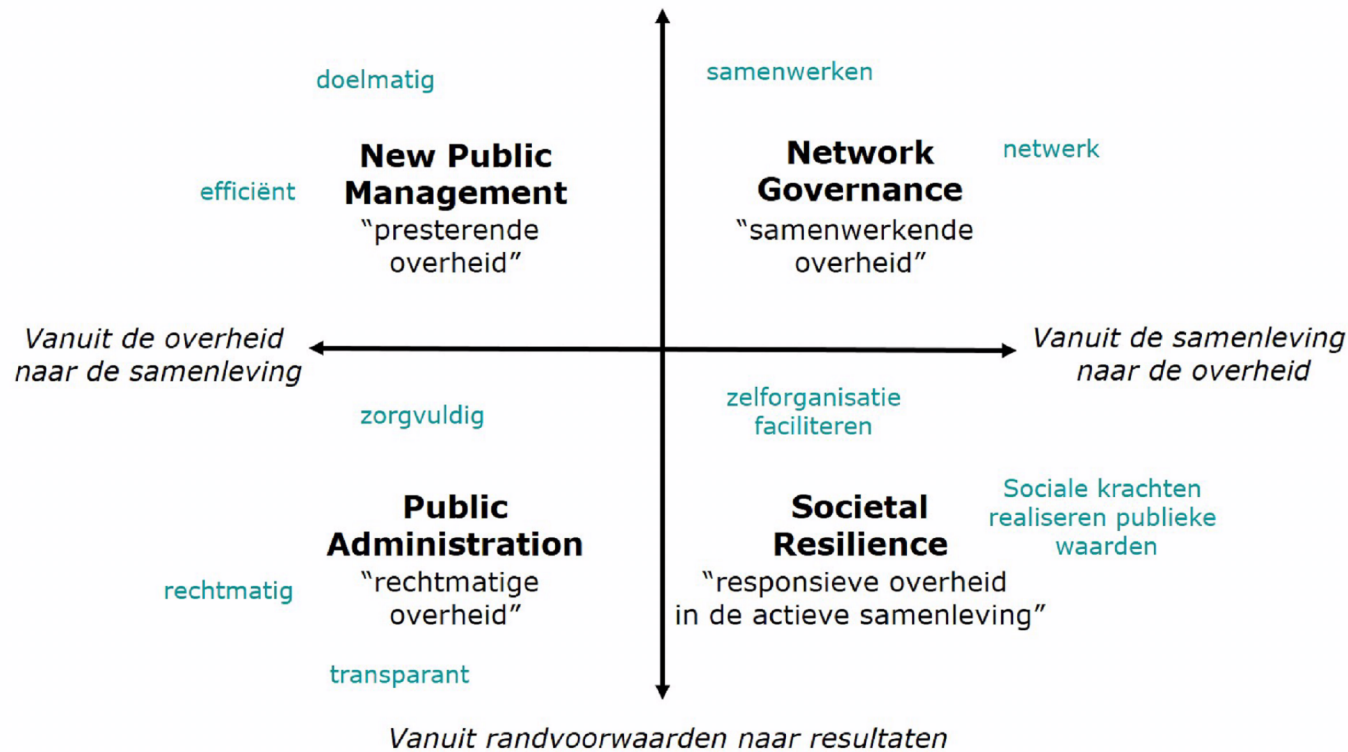 doelmatig
samenwerken
New Public
Management
efficiënt
“presterende
overheid”
Network
Governance
netwerk
“samenwerkende
overheid”
Vanuit de overheid
naar de samenleving
Vanuit de samenleving
naar de overheid
zorgvuldig
zelforganisatie
faciliteren
Public
Administration
rechtmatig
“rechtmatige
overheid”
transparant
Societal
Resilience
Sociale krachten
realiseren publieke
waarden
“responsieve overheid
in de actieve samenleving”
Vanuit randvoorwaarden naar resultaten